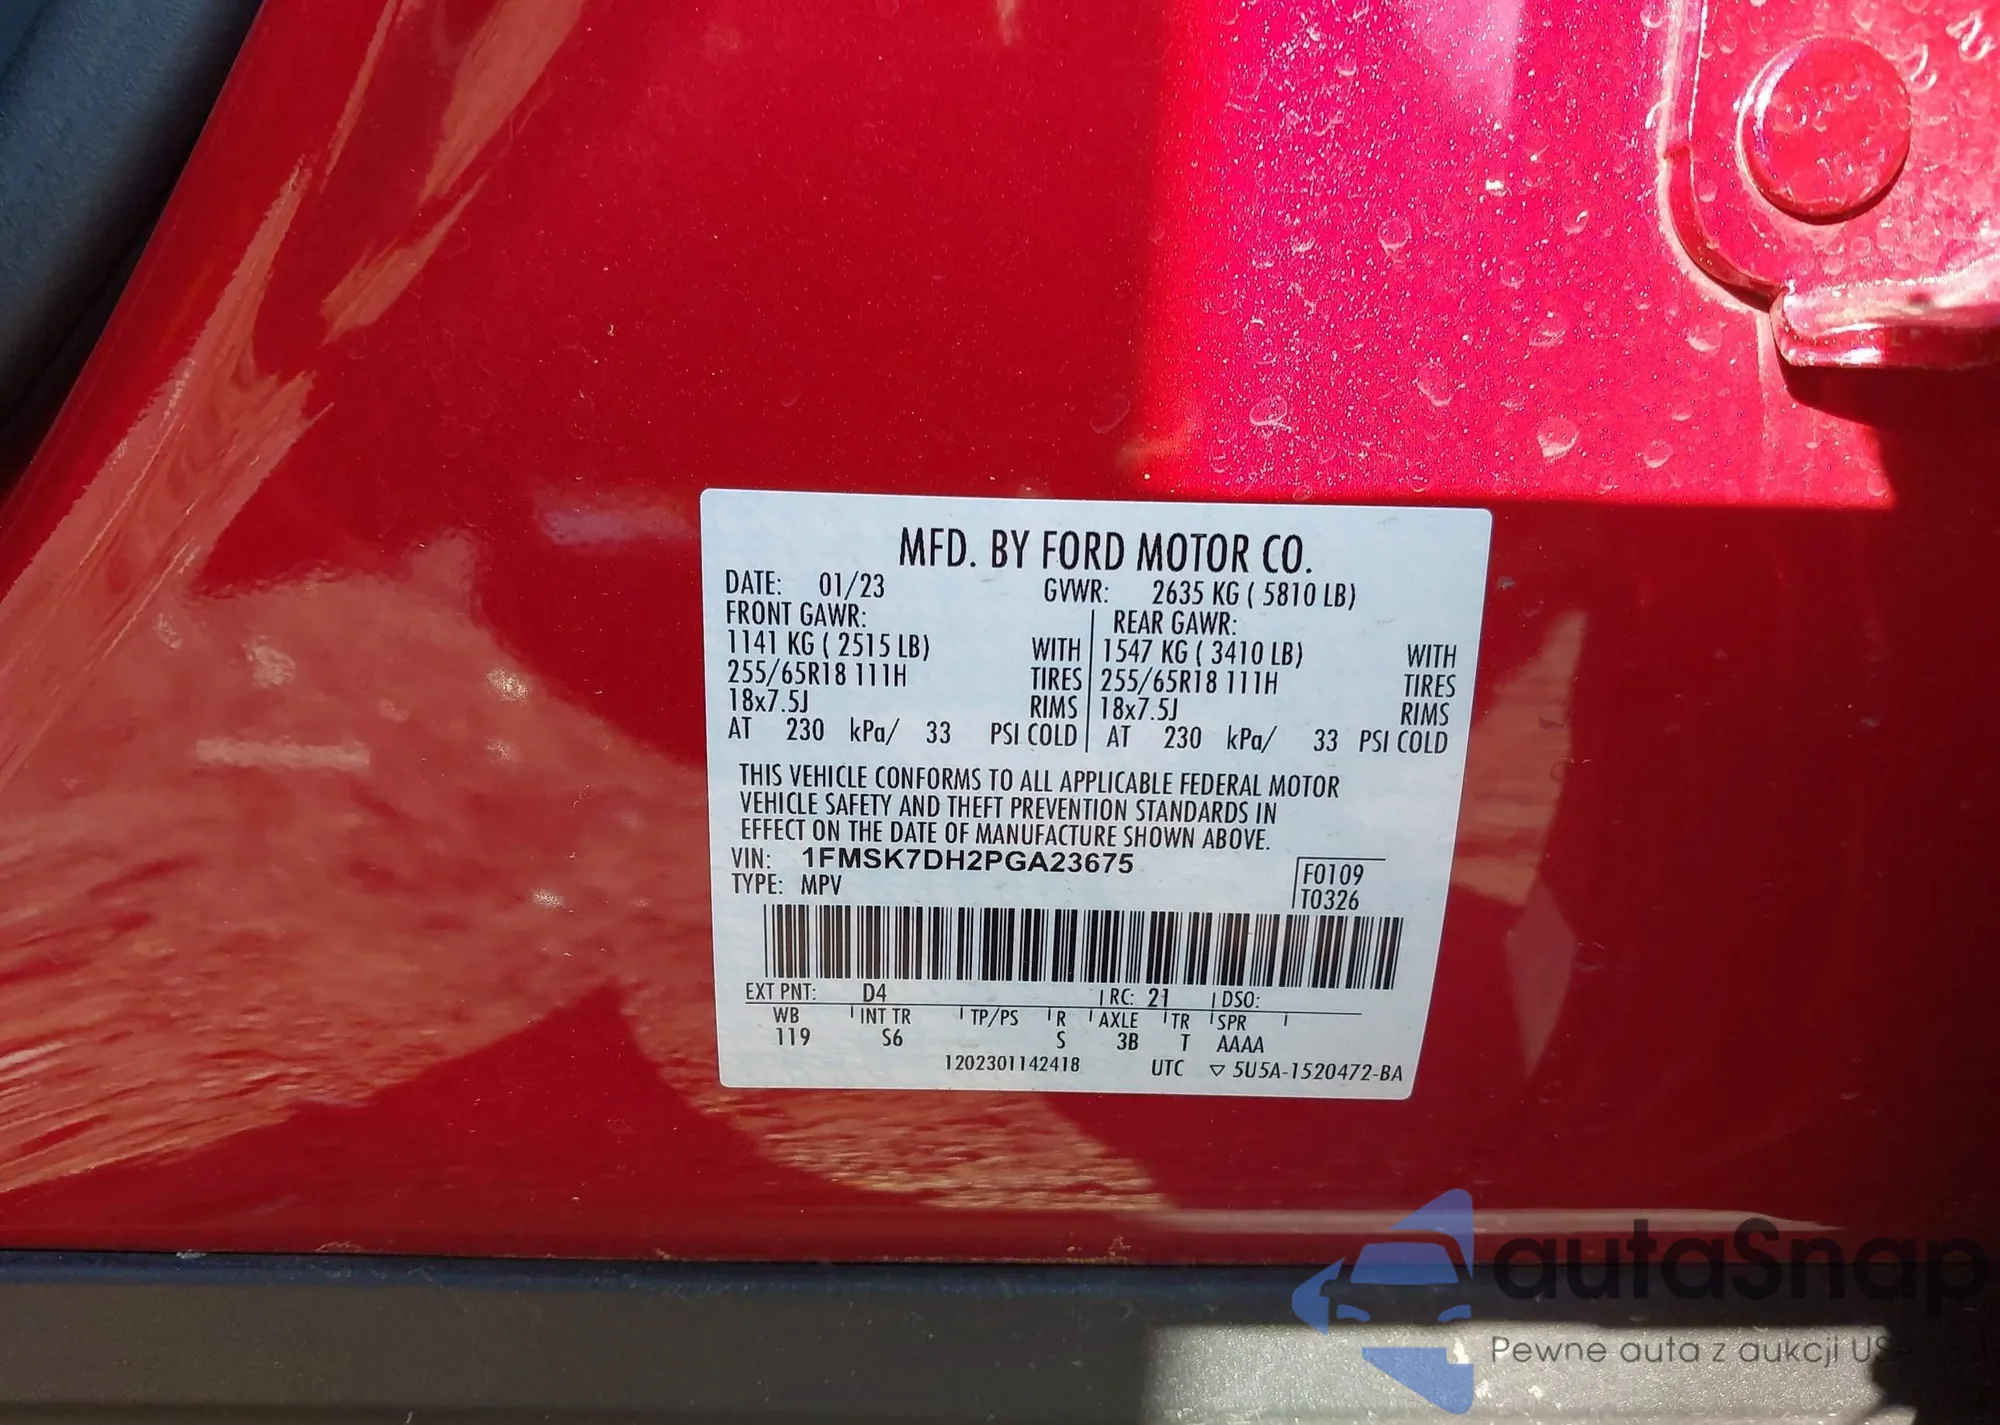 MFD. BY FORD MOTOR CO.
DATE: 01/23 GVWR: 2635 KG ( 5810 LB)
FRONT GAWR: REAR GAWR:
1141 KG ( 2515 LB) WITH 1547 KG ( 3410 LB) WITH
255/65R18 111H TIRES 255/65R18 111H TIRES
18x7.5J RIMS 18x7.5J RIMS
AT 230 kPa/ 33 PSI COLD AT 230 kPa/ 33 PSI COLD
THIS VEHICLE CONFORMS TO ALL APPLICABLE FEDERAL MOTOR
VEHICLE SAFETY AND THEFT PREVENTION STANDARDS IN
EFFECT ON THE DATE OF MANUFACTURE SHOWN ABOVE.
VIN: 1FMSK7DH2PGA23675
TYPE: MPV
F0109
T0326
EXT PNT: D4 RC: 21 DSO:
WB INT TR TP/PS R AXLE TR SPR
119 S6 S 3B T AAAA
1202301142418 UTC ▽ 5U5A-1520472-BA
autaSnap
Pewne auta z aukcji